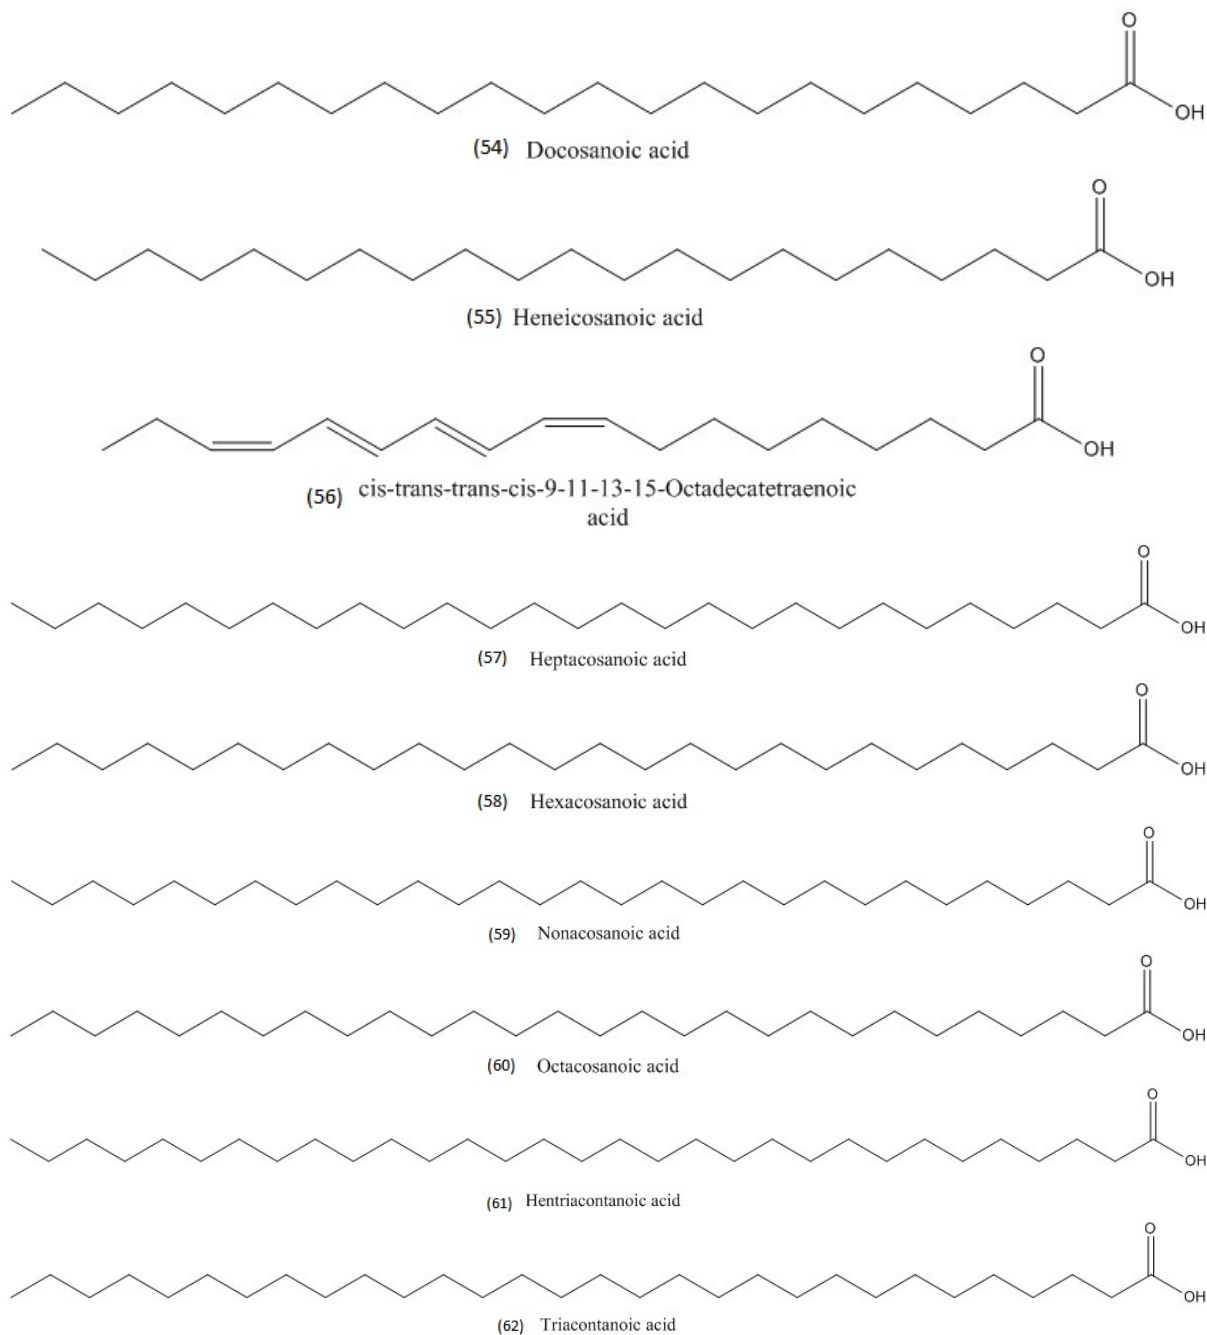 O
OH
(54) Docosanoic acid
O
OH
(55) Heneicosanoic acid
O
OH
(56) cis-trans-trans-cis-9-11-13-15-Octadecatetraenoic
acid
O
OH
(57) Heptacosanoic acid
O
OH
(58) Hexacosanoic acid
O
OH
(59) Nonacosanoic acid
O
OH
(60) Octacosanoic acid
O
OH
(61) Hentriacontanoic acid
O
OH
(62) Triacontanoic acid